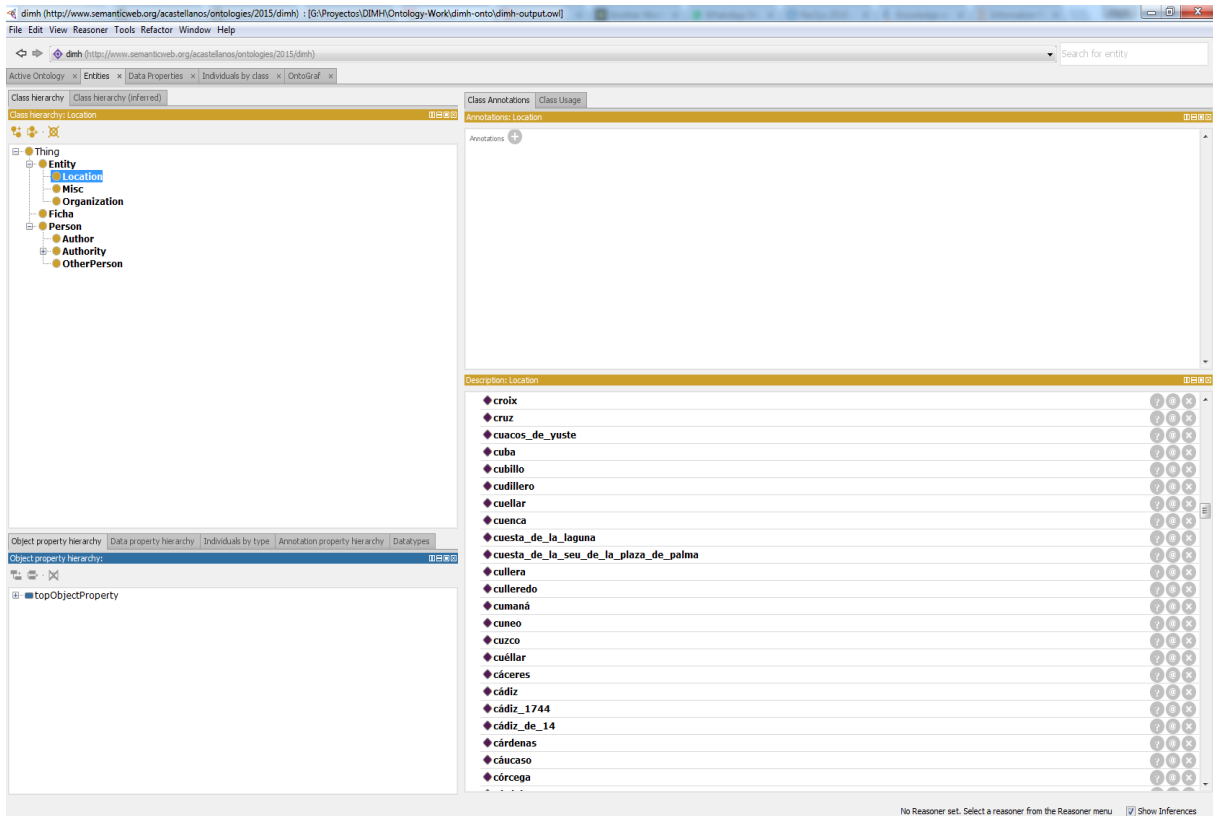 dimh (http://www.semanticweb.org/acastellanos/ontologies/2015/dimh) : [G:\Proyectos\DIMH\Ontology-Work\dimh-onto\dimh-output.owl]
File Edit View Reasoner Tools Refactor Window Help
dimh (http://www.semanticweb.org/acastellanos/ontologies/2015/dimh)
Search for entity
Active Ontology × Entities × Data Properties × Individuals by class × OntoGraf ×
Class hierarchy Class hierarchy (inferred)
Class hierarchy: Location
Thing
Entity
Location
Misc
Organization
Ficha
Person
Author
Authority
OtherPerson
Object property hierarchy Data property hierarchy Individuals by type Annotation property hierarchy Datatypes
Object property hierarchy:
topObjectProperty
Class Annotations Class Usage
Annotations: Location
Annotations
Description: Location
croix
cruz
cuacos_de_yuste
cuba
cubillo
cudillero
cuellar
cuenca
cuesta_de_la_laguna
cuesta_de_la_seu_de_la_plaza_de_palma
cullera
culleredo
cumaná
cuneo
cuzco
cuéllar
cáceres
cádiz
cádiz_1744
cádiz_de_14
cárdenas
cáucaso
córcega
No Reasoner set. Select a reasoner from the Reasoner menu Show Inferences